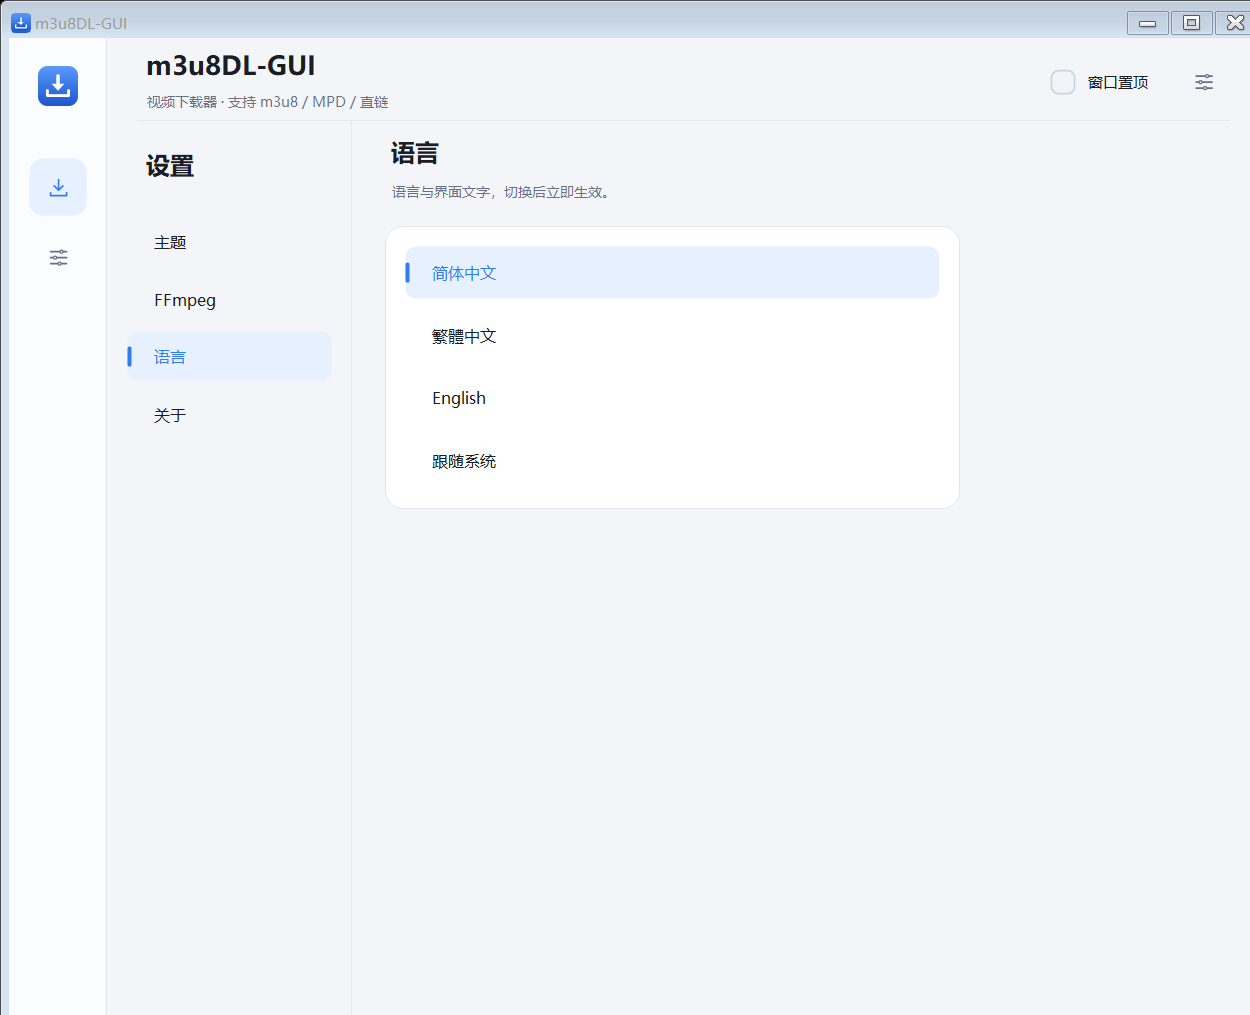 m3u8DL-GUI
m3u8DL-GUI
视频下载器 · 支持 m3u8 / MPD / 直链
窗口置顶
设置
主题
FFmpeg
语言
关于
语言
语言与界面文字，切换后立即生效。
简体中文
繁體中文
English
跟随系统